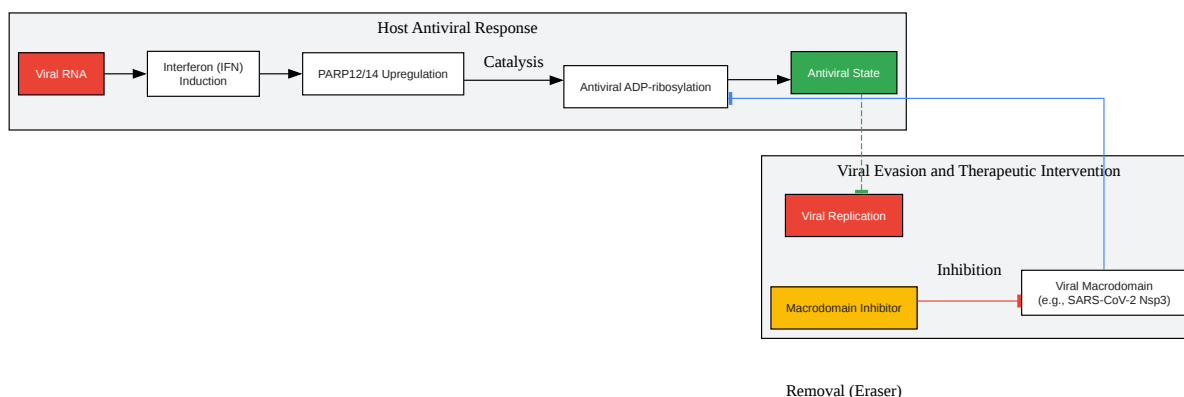 Host Antiviral Response
Viral RNA
Interferon (IFN)
Induction
PARP12/14 Upregulation
Catalysis
Antiviral ADP-ribosylation
Antiviral State
Viral Evasion and Therapeutic Intervention
Viral Replication
Macrodomain Inhibitor
Inhibition
Viral Macrodomain
(e.g., SARS-CoV-2 Nsp3)
Removal (Eraser)